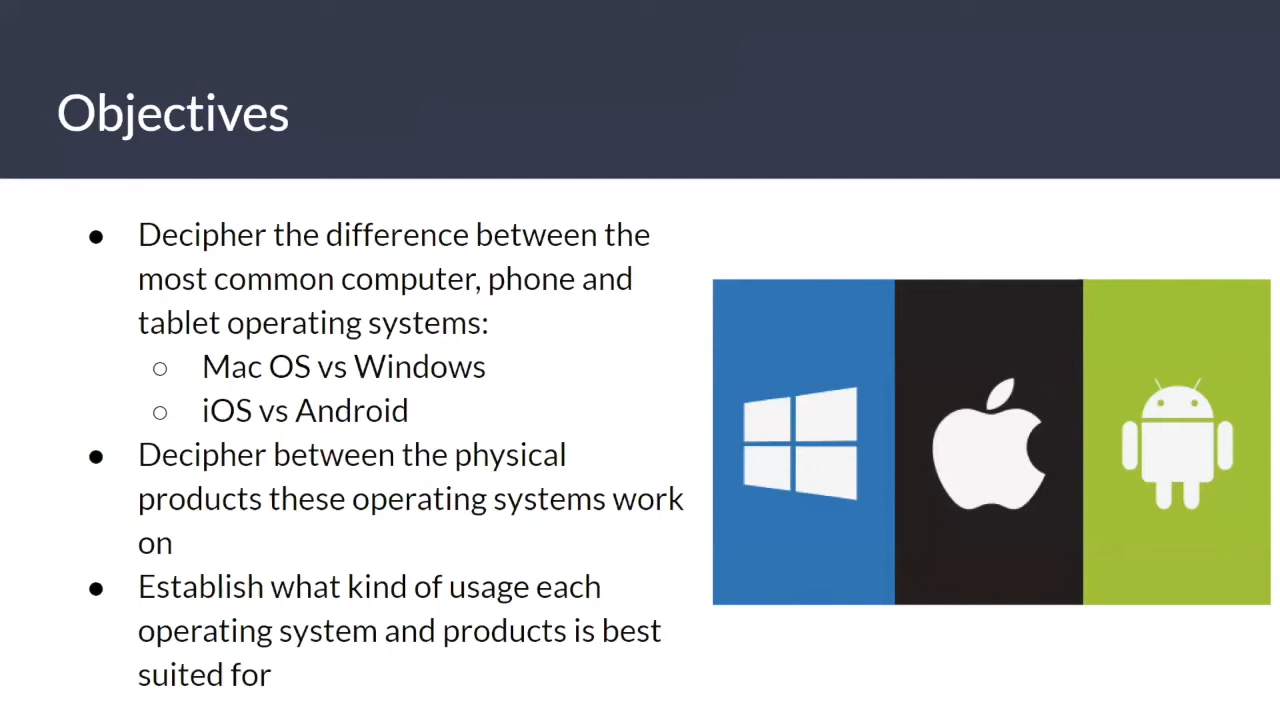 Objectives
● Decipher the difference between the
most common computer, phone and
tablet operating systems:
○ Mac OS vs Windows
○ iOS vs Android
● Decipher between the physical
products these operating systems work
on
● Establish what kind of usage each
operating system and products is best
suited for